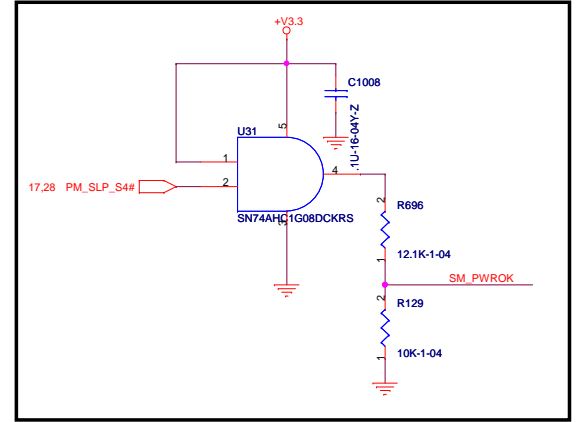 +V3.3
C1008
.1U-16-04Y-Z
U31
5
1
2
4
3
17,28 PM_SLP_S4#
SN74AHC1G08DCKRS
2
R696
12.1K-1-04
1
SM_PWROK
2
R129
10K-1-04
1